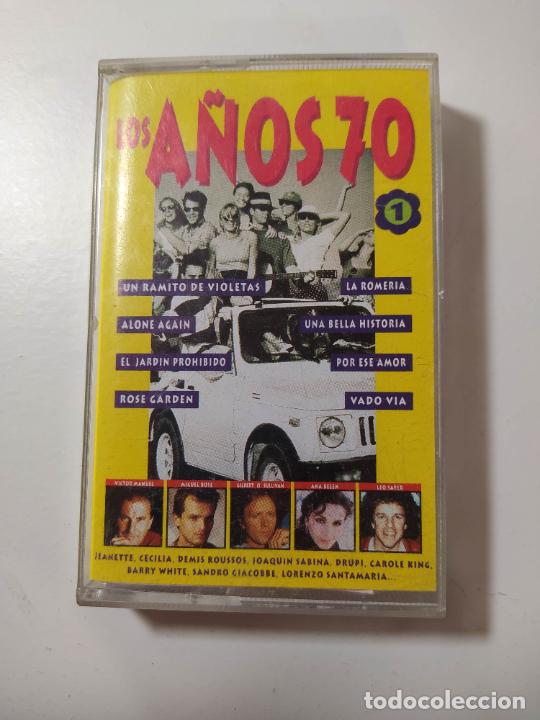 LOS AÑOS 70
1
UN RAMITO DE VIOLETAS
LA ROMERIA
ALONE AGAIN
UNA BELLA HISTORIA
EL JARDIN PROHIBIDO
POR ESE AMOR
ROSE GARDEN
VADO VIA
VICTOR MANUEL
MIGUEL BOSE
GILBERT O´SULLIVAN
ANA BELEN
LEO SAYER
JEANETTE, CECILIA, DEMIS ROUSSOS, JOAQUIN SABINA, DRUPI, CAROLE KING,
BARRY WHITE, SANDRO GIACOBBE, LORENZO SANTAMARIA...
todocoleccion